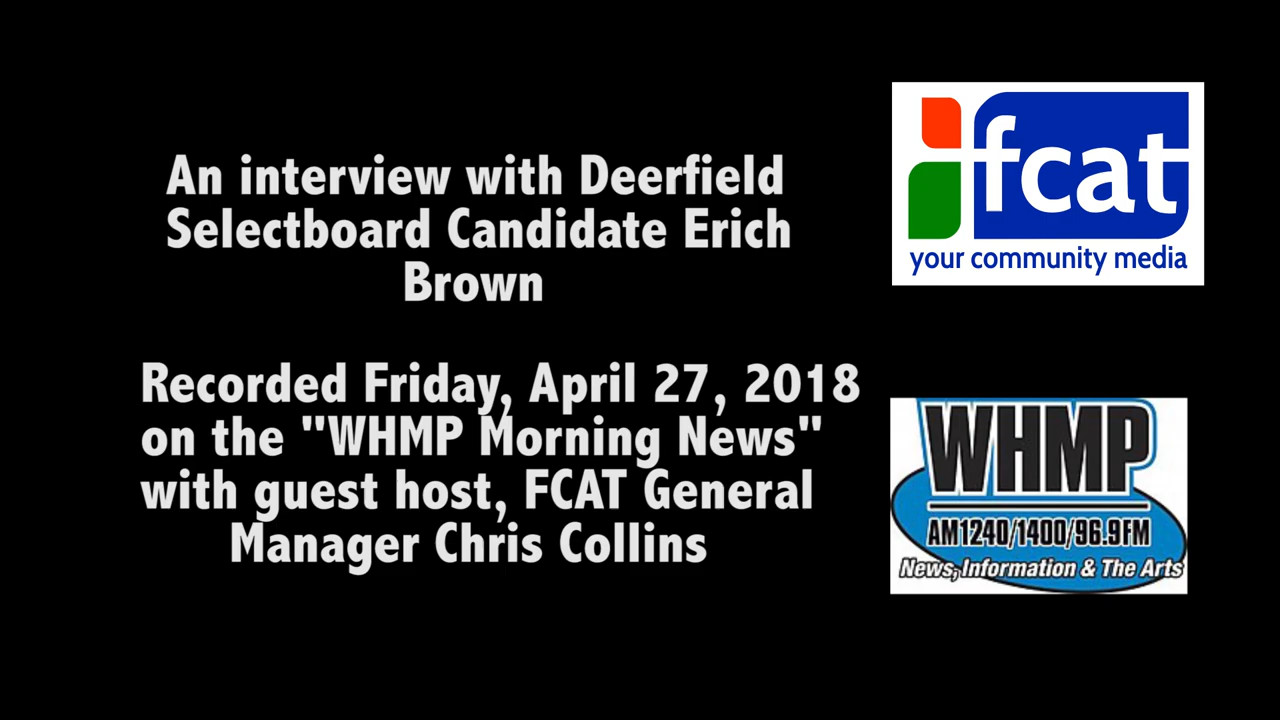 An interview with Deerfield
Selectboard Candidate Erich
Brown
Recorded Friday, April 27, 2018
on the "WHMP Morning News"
with guest host, FCAT General
Manager Chris Collins
fcat
your community media
WHMP
AM1240/1400/96.9FM
News, Information & The Arts